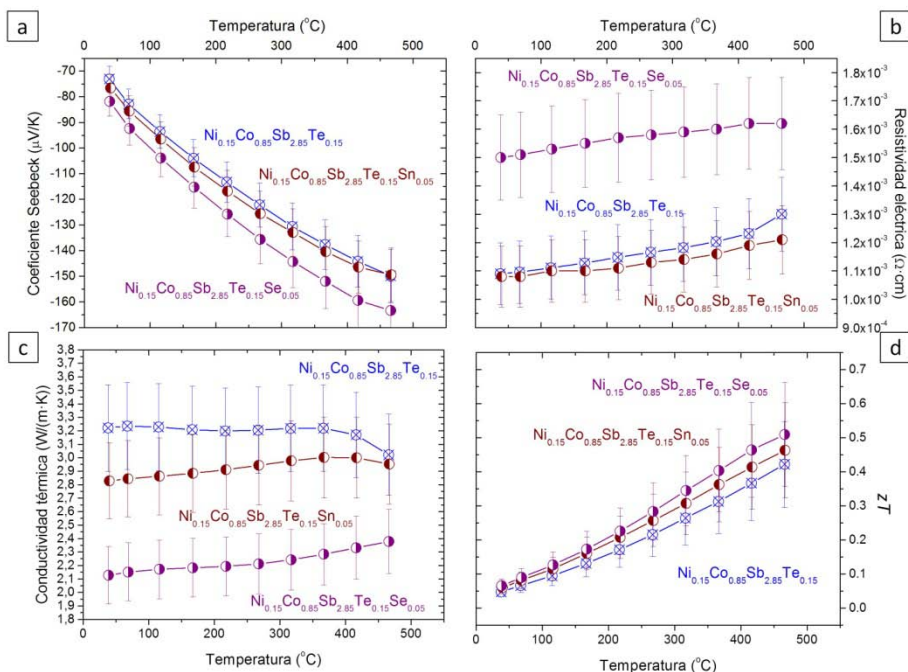 a
Temperatura (°C)
0 100 200 300 400 500
-70
-80
-90
-100
-110
-120
-130
-140
-150
-160
-170
Coeficiente Seebeck (μV/K)
Ni0.15Co0.85Sb2.85Te0.15
Ni0.15Co0.85Sb2.85Te0.15Sn0.05
Ni0.15Co0.85Sb2.85Te0.15Se0.05
Temperatura (°C)
b
0 100 200 300 400 500
Ni0.15Co0.85Sb2.85Te0.15Se0.05
Ni0.15Co0.85Sb2.85Te0.15
Ni0.15Co0.85Sb2.85Te0.15Sn0.05
1.8x10-3
1.7x10-3
1.6x10-3
1.5x10-3
1.4x10-3
1.3x10-3
1.2x10-3
1.1x10-3
1.0x10-3
9.0x10-4
Resistividad eléctrica (Ω·cm)
c
3,8
3,7
3,6
3,5
3,4
3,3
3,2
3,1
3,0
2,9
2,8
2,7
2,6
2,5
2,4
2,3
2,2
2,1
2,0
1,9
1,8
Conductividad térmica (W/(m·K)
Ni0.15Co0.85Sb2.85Te0.15
Ni0.15Co0.85Sb2.85Te0.15Sn0.05
Ni0.15Co0.85Sb2.85Te0.15Se0.05
0 100 200 300 400 500
Temperatura (°C)
d
Ni0.15Co0.85Sb2.85Te0.15Se0.05
Ni0.15Co0.85Sb2.85Te0.15Sn0.05
Ni0.15Co0.85Sb2.85Te0.15
0.7
0.6
0.5
0.4
0.3
0.2
0.1
0.0
zT
0 100 200 300 400 500
Temperatura (°C)